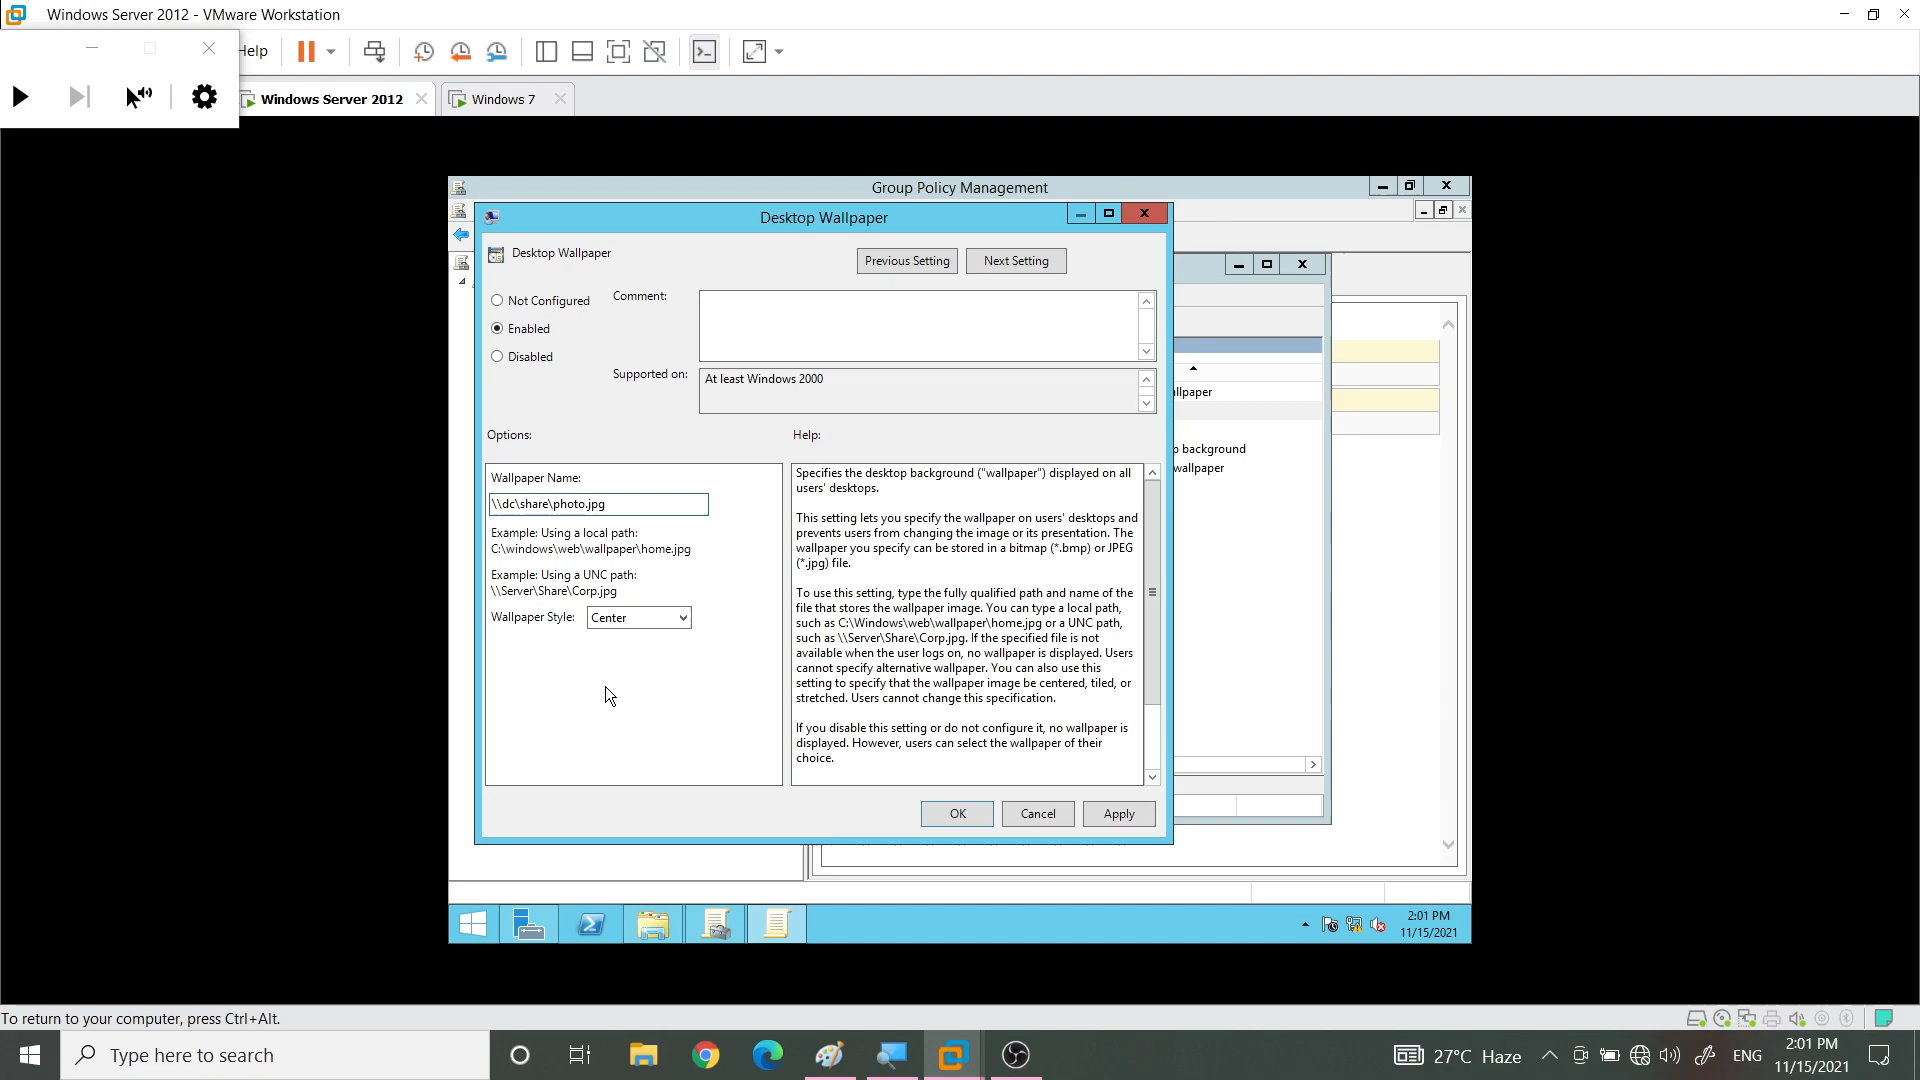 Windows Server 2012 - VMware Workstation
Help
Windows Server 2012
Windows 7
Group Policy Management
Desktop Wallpaper
Desktop Wallpaper
Previous Setting
Next Setting
Not Configured
Comment:
Enabled
Disabled
Supported on:
At least Windows 2000
Options:
Help:
Wallpaper Name:
\\dc\share\photo.jpg
Example: Using a local path:
C:\windows\web\wallpaper\home.jpg
Example: Using a UNC path:
\\Server\Share\Corp.jpg
Wallpaper Style:
Center
Specifies the desktop background ("wallpaper") displayed on all
users' desktops.
This setting lets you specify the wallpaper on users' desktops and
prevents users from changing the image or its presentation. The
wallpaper you specify can be stored in a bitmap (*.bmp) or JPEG
(*.jpg) file.
To use this setting, type the fully qualified path and name of the
file that stores the wallpaper image. You can type a local path,
such as C:\Windows\web\wallpaper\home.jpg or a UNC path,
such as \\Server\Share\Corp.jpg. If the specified file is not
available when the user logs on, no wallpaper is displayed. Users
cannot specify alternative wallpaper. You can also use this
setting to specify that the wallpaper image be centered, tiled, or
stretched. Users cannot change this specification.
If you disable this setting or do not configure it, no wallpaper is
displayed. However, users can select the wallpaper of their
choice.
OK
Cancel
Apply
llpaper
background
wallpaper
2:01 PM
11/15/2021
To return to your computer, press Ctrl+Alt.
Type here to search
27°C Haze
ENG
2:01 PM
11/15/2021